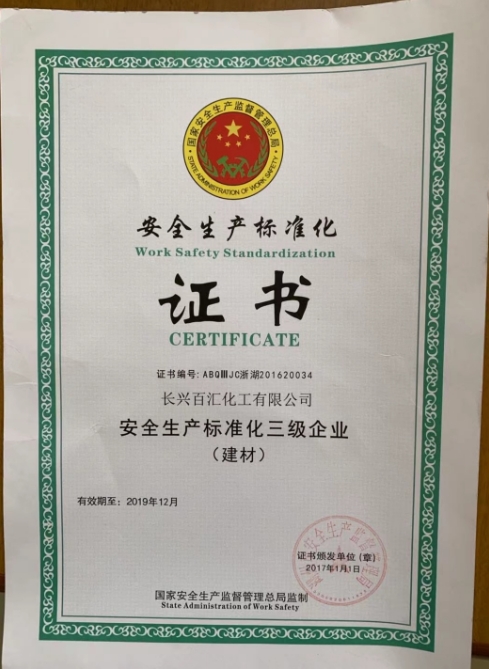 国家安全生产监督管理总局
STATE ADMINISTRATION OF WORK SAFETY
安全生产标准化
Work Safety Standardization
证书
CERTIFICATE
证书编号: ABQⅢJC浙湖201620034
长兴百汇化工有限公司
安全生产标准化三级企业
（建材）
有效期至: 2019年12月
证书颁发单位(章)
2017年1月1日
国家安全生产监督管理总局监制
State Administration of Work Safety